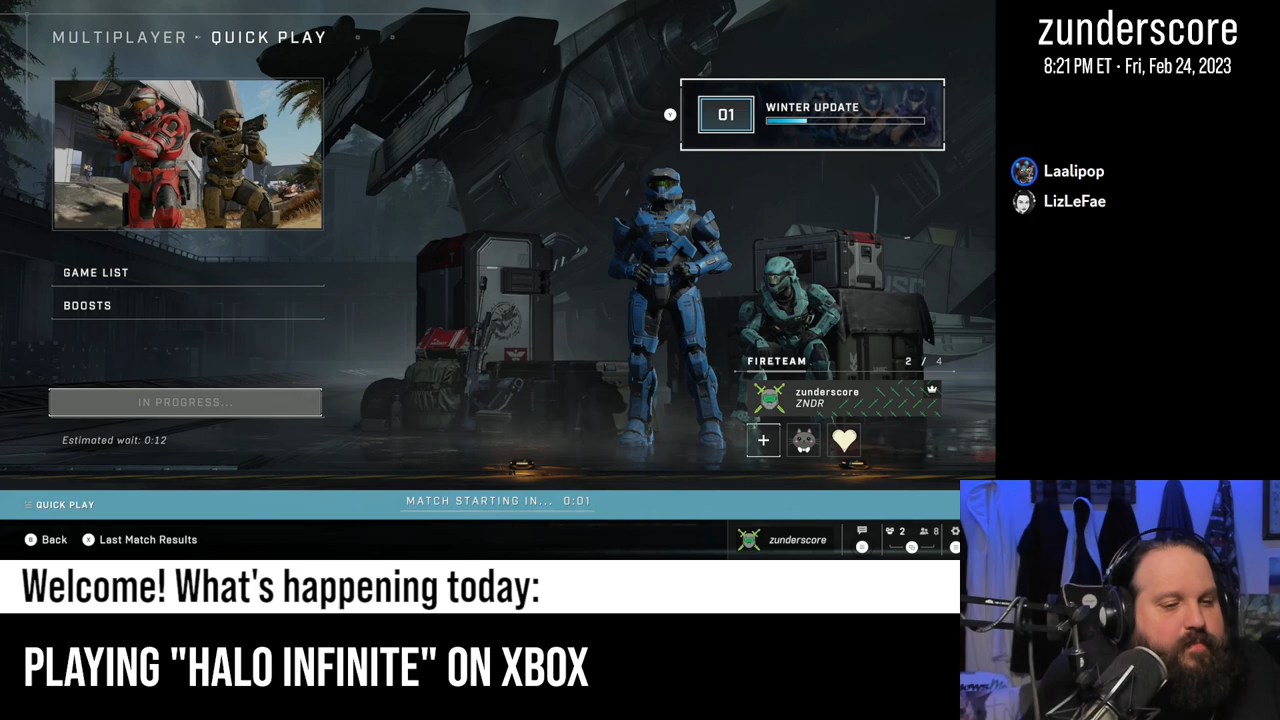 MULTIPLAYER ▸ QUICK PLAY
zunderscore
8:21 PM ET · Fri, Feb 24, 2023
01
WINTER UPDATE
Y
Laalipop
LizLeFae
GAME LIST
BOOSTS
FIRETEAM 2 / 4
zunderscore
ZNDR
IN PROGRESS...
Estimated wait: 0:12
+
QUICK PLAY
MATCH STARTING IN... 0:01
B Back
X Last Match Results
zunderscore
2
8
Welcome! What's happening today:
PLAYING "HALO INFINITE" ON XBOX